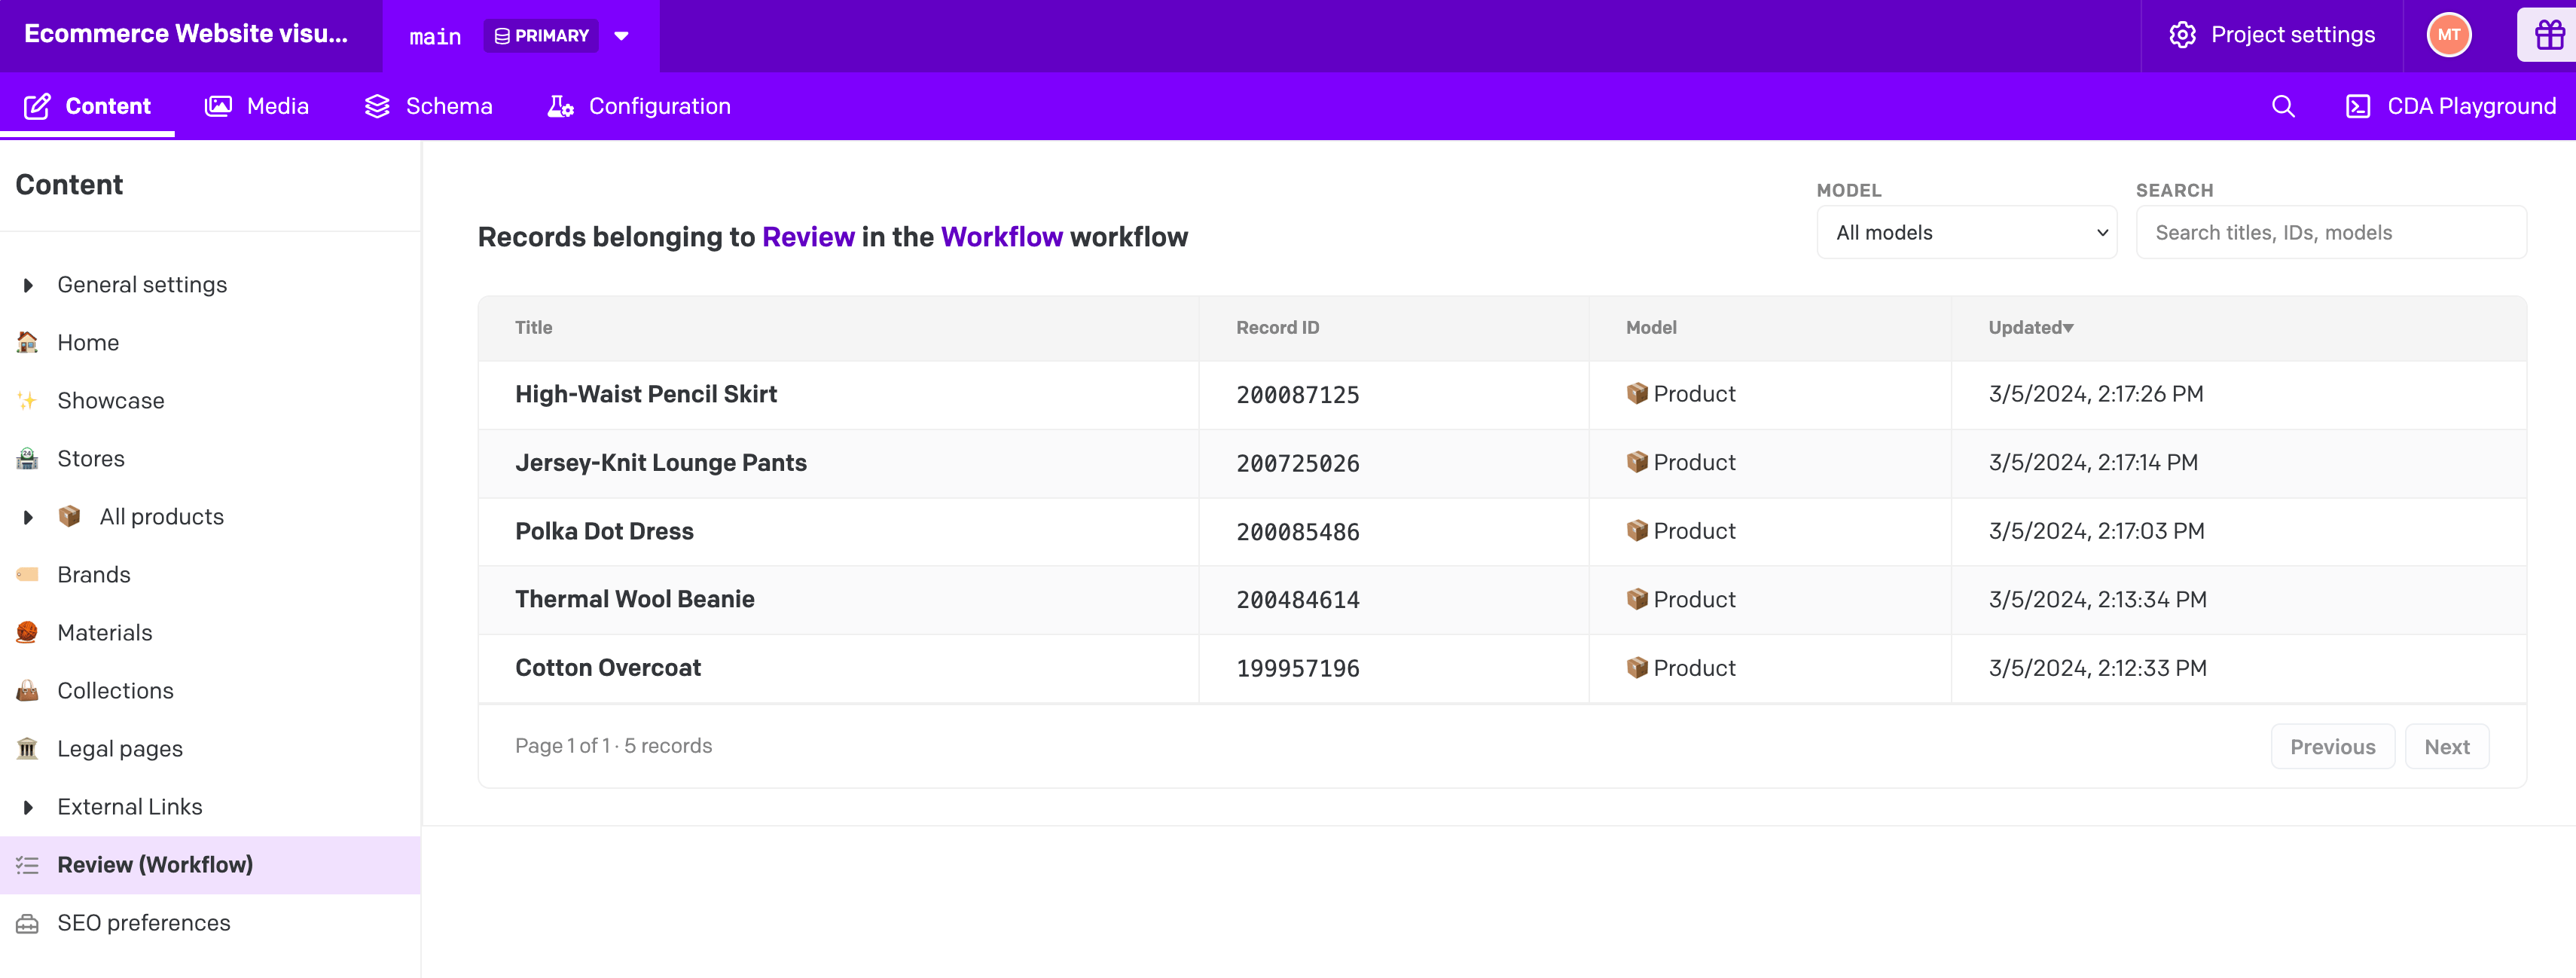 Ecommerce Website visu...
main
PRIMARY
Project settings
MT
Content
Media
Schema
Configuration
CDA Playground
Content
General settings
Home
Showcase
Stores
All products
Brands
Materials
Collections
Legal pages
External Links
Review (Workflow)
SEO preferences
Records belonging to Review in the Workflow workflow
MODEL
All models
SEARCH
Search titles, IDs, models
Title Record ID Model Updated▼
High-Waist Pencil Skirt 200087125 Product 3/5/2024, 2:17:26 PM
Jersey-Knit Lounge Pants 200725026 Product 3/5/2024, 2:17:14 PM
Polka Dot Dress 200085486 Product 3/5/2024, 2:17:03 PM
Thermal Wool Beanie 200484614 Product 3/5/2024, 2:13:34 PM
Cotton Overcoat 199957196 Product 3/5/2024, 2:12:33 PM
Page 1 of 1 · 5 records
Previous
Next